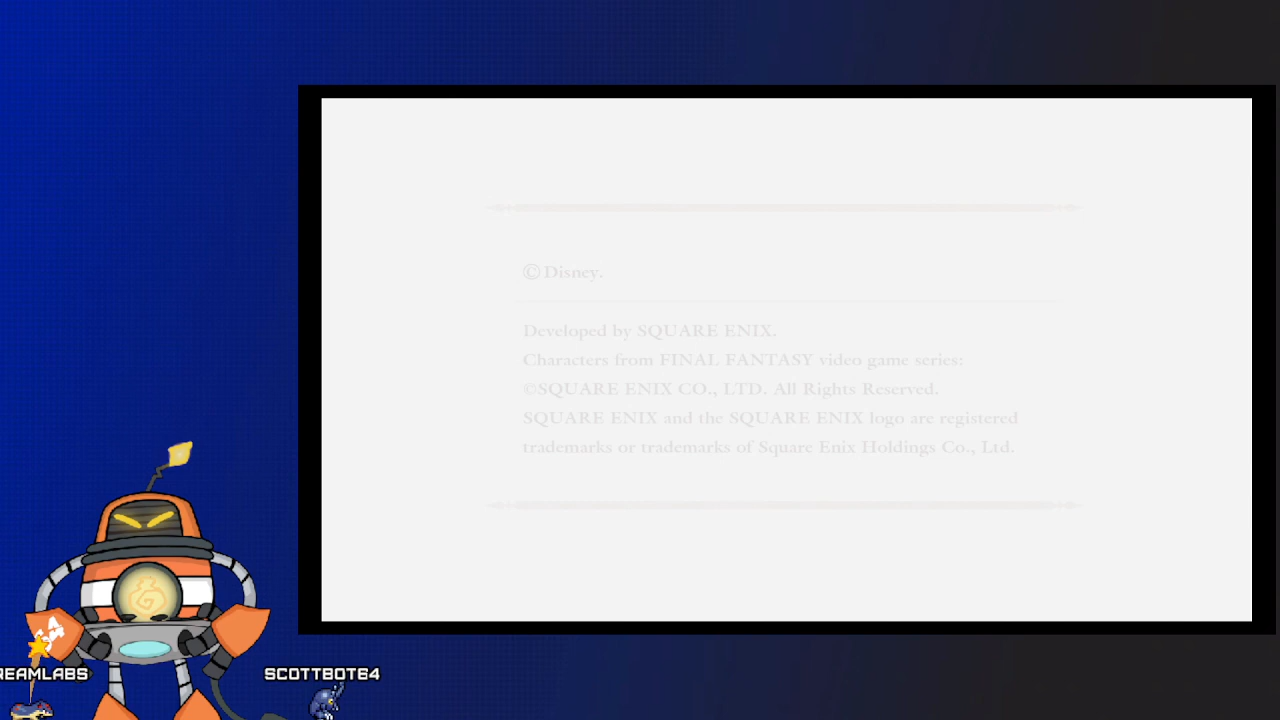 © Disney.
Developed by SQUARE ENIX.
Characters from FINAL FANTASY video game series:
©SQUARE ENIX CO., LTD. All Rights Reserved.
SQUARE ENIX and the SQUARE ENIX logo are registered
trademarks or trademarks of Square Enix Holdings Co., Ltd.
REAMLABS
SCOTTBOT64